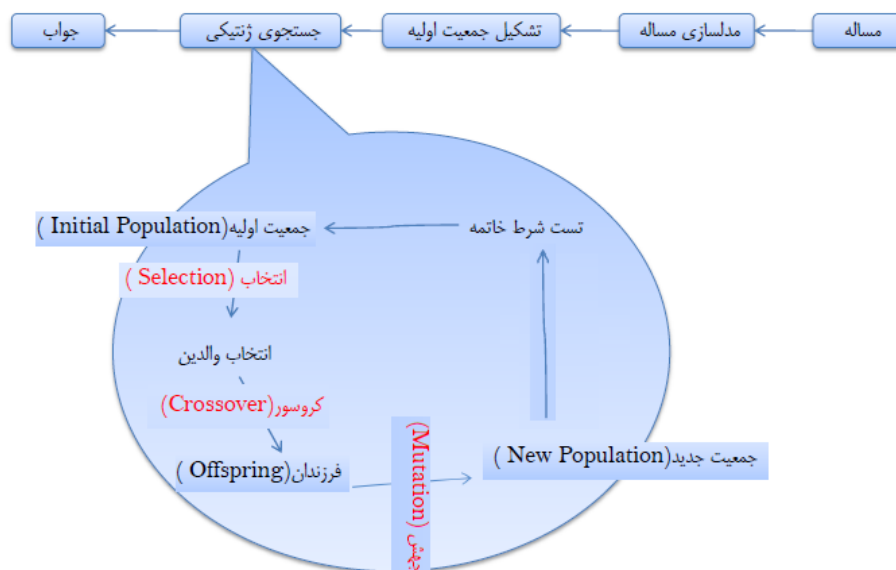 مساله
مدلسازی مساله
تشکیل جمعیت اولیه
جستجوی ژنتیکی
جواب
جمعیت اولیه(Initial Population )
تست شرط خاتمه
انتخاب (Selection )
انتخاب والدین
کروسور(Crossover)
فرزندان(Offspring )
جهش (Mutation)
جمعیت جدید(New Population )